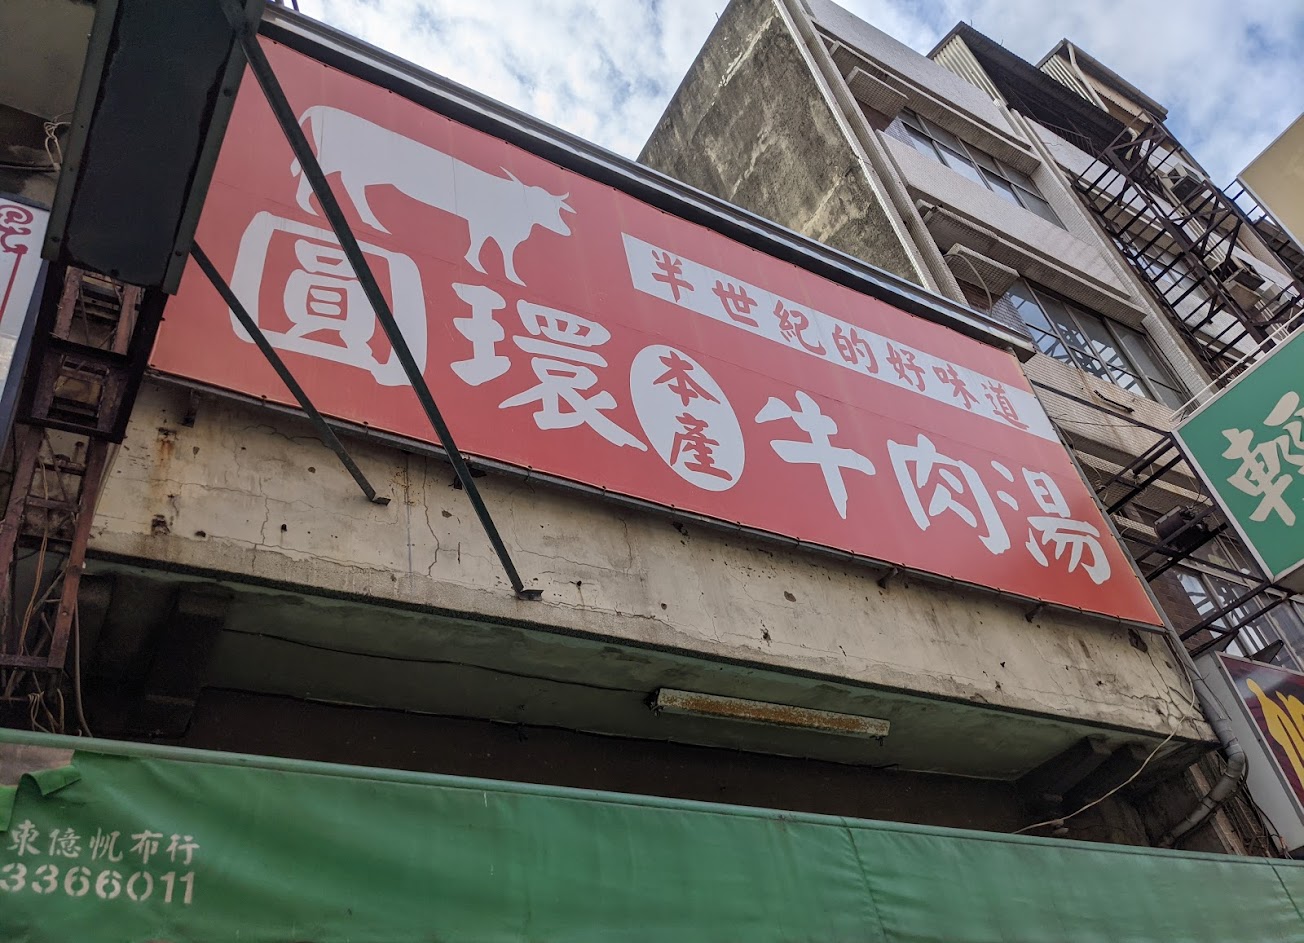 半世紀的好味道
圓環本產牛肉湯
輕
東億帆布行
3366011